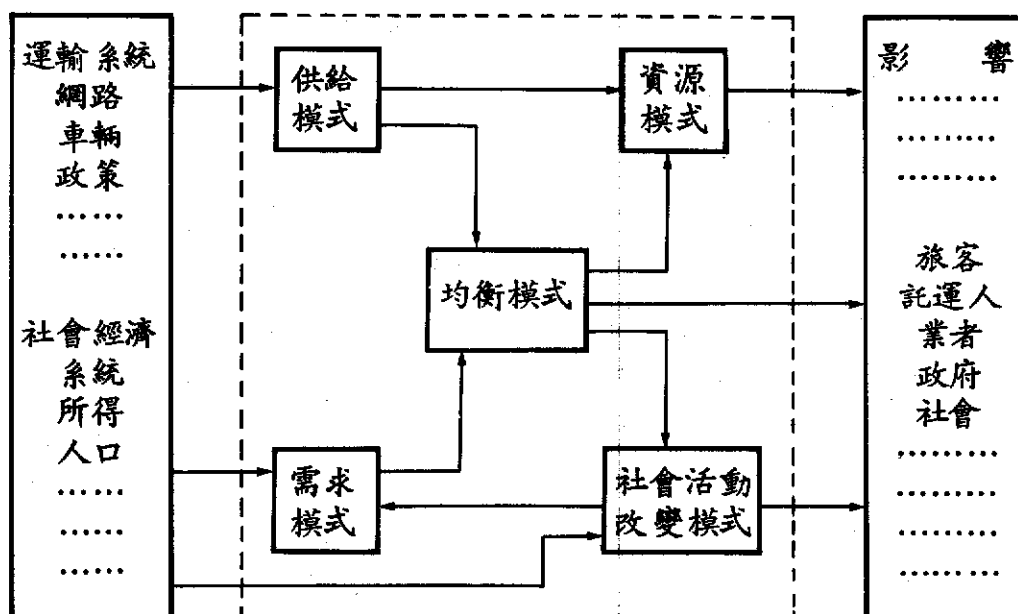 運輸系統
網路
車輛
政策
……
……
社會經濟
系統
所得
人口
……
……
……
供給
模式
資源
模式
均衡模式
需求
模式
社會活動
改變模式
影響
………
………
………
旅客
託運人
業者
政府
社會
………
………
………
………